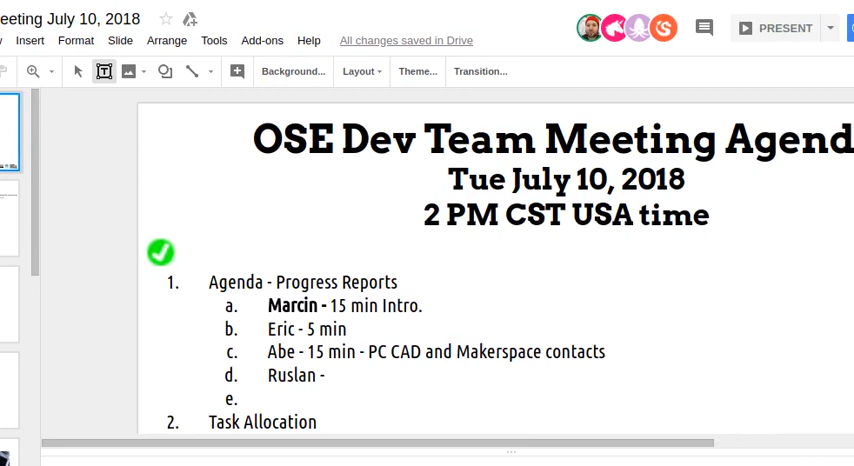 eeting July 10, 2018
Insert Format Slide Arrange Tools Add-ons Help All changes saved in Drive
PRESENT
Background... Layout Theme... Transition...
OSE Dev Team Meeting Agend
Tue July 10, 2018
2 PM CST USA time
1. Agenda - Progress Reports
a. Marcin - 15 min Intro.
b. Eric - 5 min
c. Abe - 15 min - PC CAD and Makerspace contacts
d. Ruslan -
e.
2. Task Allocation